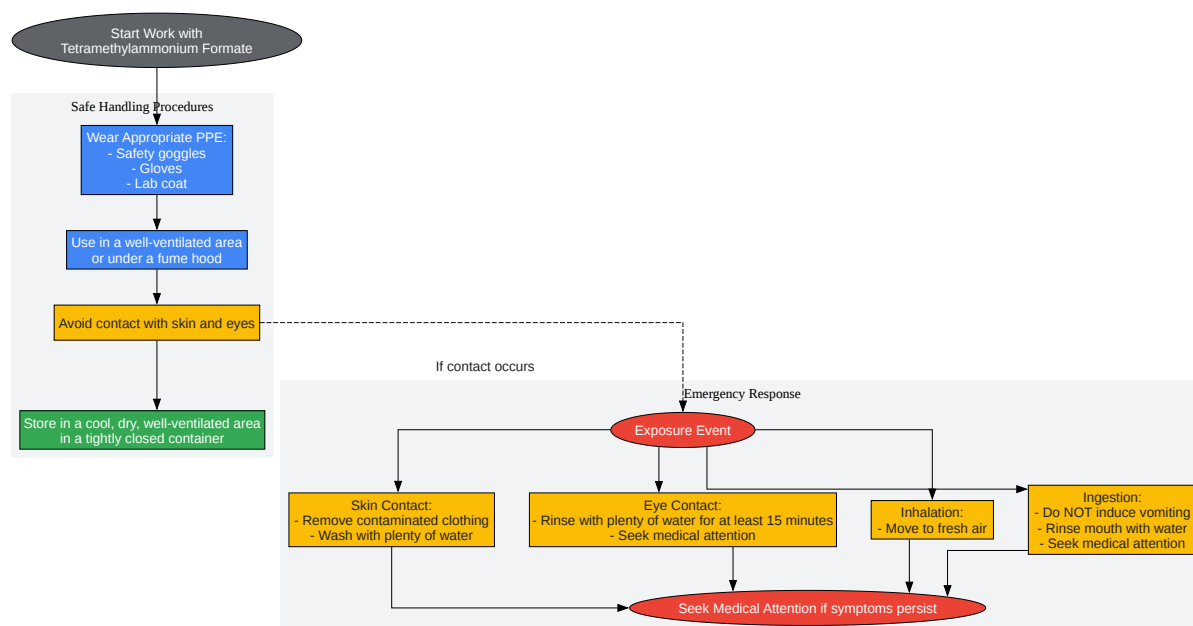 Start Work with
Tetramethylammonium Formate
Safe Handling Procedures
Wear Appropriate PPE:
- Safety goggles
- Gloves
- Lab coat
Use in a well-ventilated area
or under a fume hood
Avoid contact with skin and eyes
Store in a cool, dry, well-ventilated area
in a tightly closed container
If contact occurs
Emergency Response
Exposure Event
Skin Contact:
- Remove contaminated clothing
- Wash with plenty of water
Eye Contact:
- Rinse with plenty of water for at least 15 minutes
- Seek medical attention
Inhalation:
- Move to fresh air
Ingestion:
- Do NOT induce vomiting
- Rinse mouth with water
- Seek medical attention
Seek Medical Attention if symptoms persist